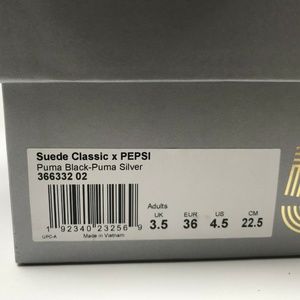 Suede Classic x PEPSI
Puma Black-Puma Silver
366332 02
Adults
UK EUR US CM
3.5 36 4.5 22.5
1 92340 23256 9
UPC-A Made in Vietnam